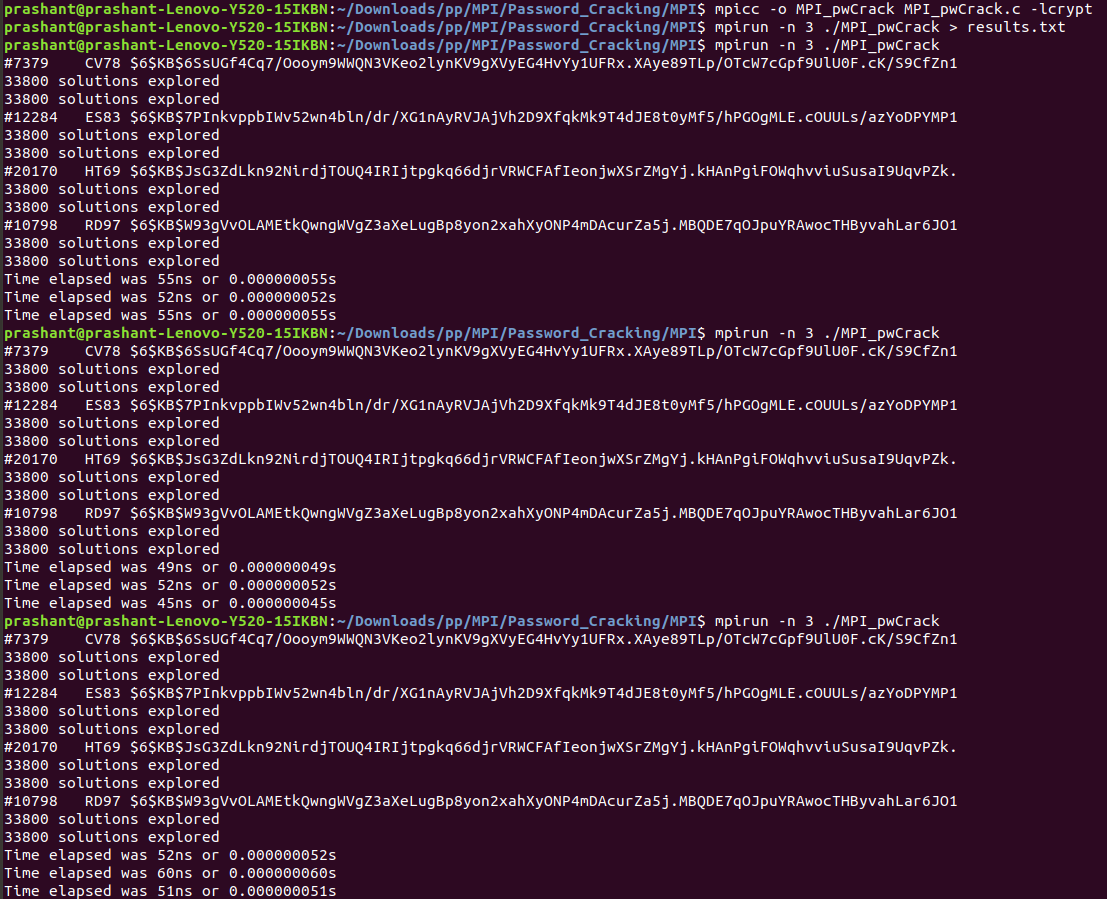 prashant@prashant-Lenovo-Y520-15IKBN:~/Downloads/pp/MPI/Password_Cracking/MPI$ mpicc -o MPI_pwCrack MPI_pwCrack.c -lcrypt
prashant@prashant-Lenovo-Y520-15IKBN:~/Downloads/pp/MPI/Password_Cracking/MPI$ mpirun -n 3 ./MPI_pwCrack > results.txt
prashant@prashant-Lenovo-Y520-15IKBN:~/Downloads/pp/MPI/Password_Cracking/MPI$ mpirun -n 3 ./MPI_pwCrack
#7379   CV78 $6$KB$6SsUGf4Cq7/Oooym9WWQN3VKeo2lynKV9gXVyEG4HvYy1UFRx.XAye89TLp/OTcW7cGpf9UlU0F.cK/S9CfZn1
33800 solutions explored
33800 solutions explored
#12284   ES83 $6$KB$7PInkvppbIWv52wn4bln/dr/XG1nAyRVJAjVh2D9XfqkMk9T4dJE8t0yMf5/hPGOgMLE.cOUULs/azYoDPYMP1
33800 solutions explored
33800 solutions explored
#20170   HT69 $6$KB$JsG3ZdLkn92NirdjTOUQ4IRIjtpgkq66djrVRWCFAfIeonjwXSrZMgYj.kHAnPgiFOWqhvviuSusaI9UqvPZk.
33800 solutions explored
33800 solutions explored
#10798   RD97 $6$KB$W93gVvOLAMEtkQwngWVgZ3aXeLugBp8yon2xahXyONP4mDAcurZa5j.MBQDE7qOJpuYRAwocTHByvahLar6JO1
33800 solutions explored
33800 solutions explored
Time elapsed was 55ns or 0.000000055s
Time elapsed was 52ns or 0.000000052s
Time elapsed was 55ns or 0.000000055s
prashant@prashant-Lenovo-Y520-15IKBN:~/Downloads/pp/MPI/Password_Cracking/MPI$ mpirun -n 3 ./MPI_pwCrack
#7379   CV78 $6$KB$6SsUGf4Cq7/Oooym9WWQN3VKeo2lynKV9gXVyEG4HvYy1UFRx.XAye89TLp/OTcW7cGpf9UlU0F.cK/S9CfZn1
33800 solutions explored
33800 solutions explored
#12284   ES83 $6$KB$7PInkvppbIWv52wn4bln/dr/XG1nAyRVJAjVh2D9XfqkMk9T4dJE8t0yMf5/hPGOgMLE.cOUULs/azYoDPYMP1
33800 solutions explored
33800 solutions explored
#20170   HT69 $6$KB$JsG3ZdLkn92NirdjTOUQ4IRIjtpgkq66djrVRWCFAfIeonjwXSrZMgYj.kHAnPgiFOWqhvviuSusaI9UqvPZk.
33800 solutions explored
33800 solutions explored
#10798   RD97 $6$KB$W93gVvOLAMEtkQwngWVgZ3aXeLugBp8yon2xahXyONP4mDAcurZa5j.MBQDE7qOJpuYRAwocTHByvahLar6JO1
33800 solutions explored
33800 solutions explored
Time elapsed was 49ns or 0.000000049s
Time elapsed was 52ns or 0.000000052s
Time elapsed was 45ns or 0.000000045s
prashant@prashant-Lenovo-Y520-15IKBN:~/Downloads/pp/MPI/Password_Cracking/MPI$ mpirun -n 3 ./MPI_pwCrack
#7379   CV78 $6$KB$6SsUGf4Cq7/Oooym9WWQN3VKeo2lynKV9gXVyEG4HvYy1UFRx.XAye89TLp/OTcW7cGpf9UlU0F.cK/S9CfZn1
33800 solutions explored
33800 solutions explored
#12284   ES83 $6$KB$7PInkvppbIWv52wn4bln/dr/XG1nAyRVJAjVh2D9XfqkMk9T4dJE8t0yMf5/hPGOgMLE.cOUULs/azYoDPYMP1
33800 solutions explored
33800 solutions explored
#20170   HT69 $6$KB$JsG3ZdLkn92NirdjTOUQ4IRIjtpgkq66djrVRWCFAfIeonjwXSrZMgYj.kHAnPgiFOWqhvviuSusaI9UqvPZk.
33800 solutions explored
33800 solutions explored
#10798   RD97 $6$KB$W93gVvOLAMEtkQwngWVgZ3aXeLugBp8yon2xahXyONP4mDAcurZa5j.MBQDE7qOJpuYRAwocTHByvahLar6JO1
33800 solutions explored
33800 solutions explored
Time elapsed was 52ns or 0.000000052s
Time elapsed was 60ns or 0.000000060s
Time elapsed was 51ns or 0.000000051s